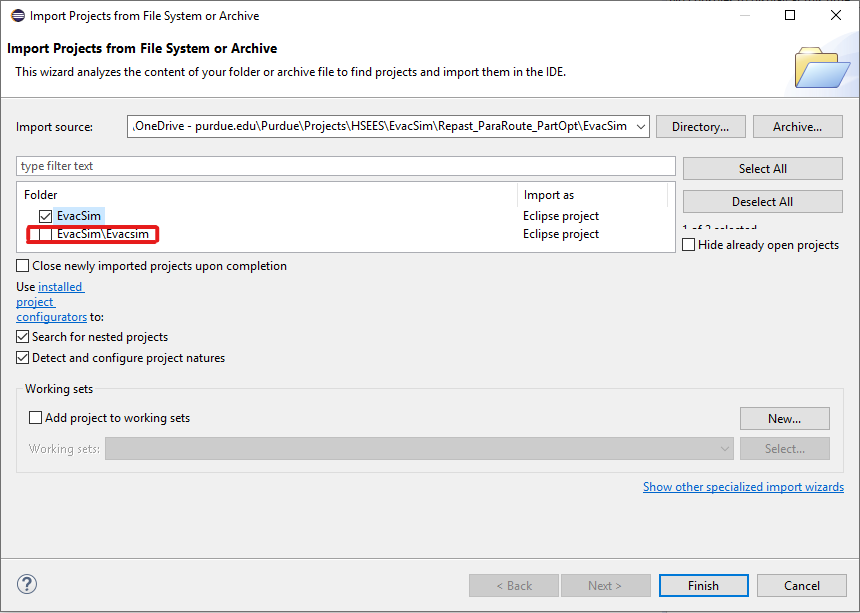 Import Projects from File System or Archive
Import Projects from File System or Archive
This wizard analyzes the content of your folder or archive file to find projects and import them in the IDE.
Import source:
\OneDrive - purdue.edu\Purdue\Projects\HSEES\EvacSim\Repast_ParaRoute_PartOpt\EvacSim
Directory...
Archive...
type filter text
Select All
Folder
Import as
Deselect All
EvacSim
Eclipse project
EvacSim\Evacsim
Eclipse project
1 of 2 selected
Hide already open projects
Close newly imported projects upon completion
Use installed
project
configurators to:
Search for nested projects
Detect and configure project natures
Working sets
Add project to working sets
New...
Working sets:
Select...
Show other specialized import wizards
?
< Back
Next >
Finish
Cancel